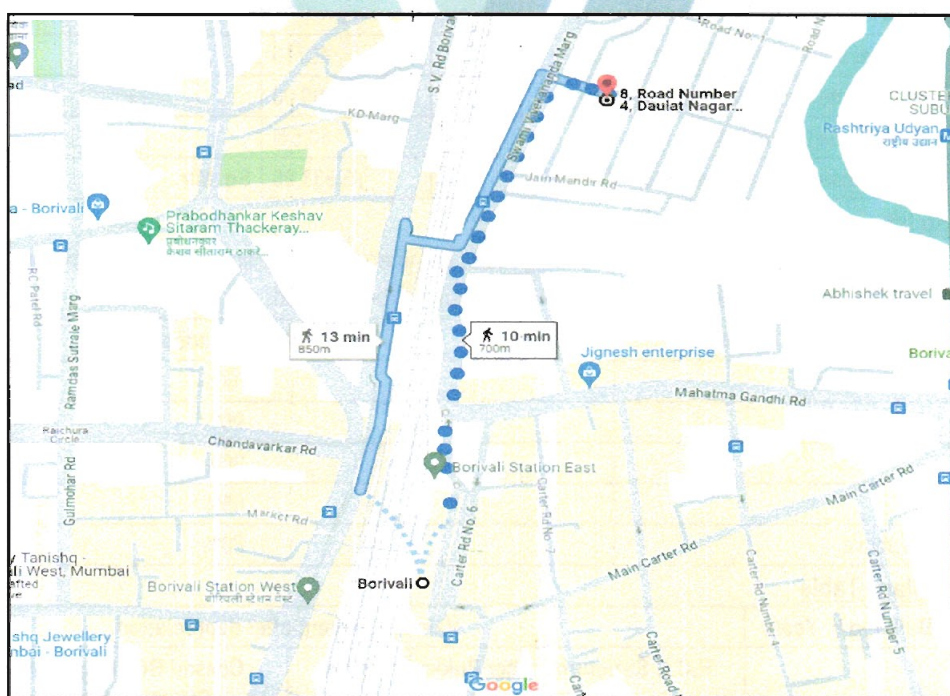 Road No. 1
S. V. Rd Borivali
Swami Vivekananda Marg
8, Road Number
4, Daulat Nagar...
CLUSTE
SUBU
KD Marg
Rashtriya Udyan
राष्ट्रीय उद्यान
Jain Mandir Rd
a - Borivali
Prabodhankar Keshav
Sitaram Thackeray...
प्रबोधनकार
केशव सीताराम ठाकरे...
RC Patel Rd
Ramdas Sutrale Marg
Abhishek travel
13 min
850m
10 min
700m
Jignesh enterprise
Boriva
Mahatma Gandhi Rd
Raichura
Circle
Chandavarkar Rd
Gulmohar Rd
Borivali Station East
Market Rd
Carter Rd No. 7
Carter Rd No. 6
Main Carter Rd
Main Carter Rd
y Tanishq -
ali West, Mumbai
afted
ve
Borivali
Borivali Station West
बोरिवली स्टेशन वेस्ट
Carter Rd Number 4
Carter Rd Number 5
shq Jewellery
nbai - Borivali
Carter Road
Google